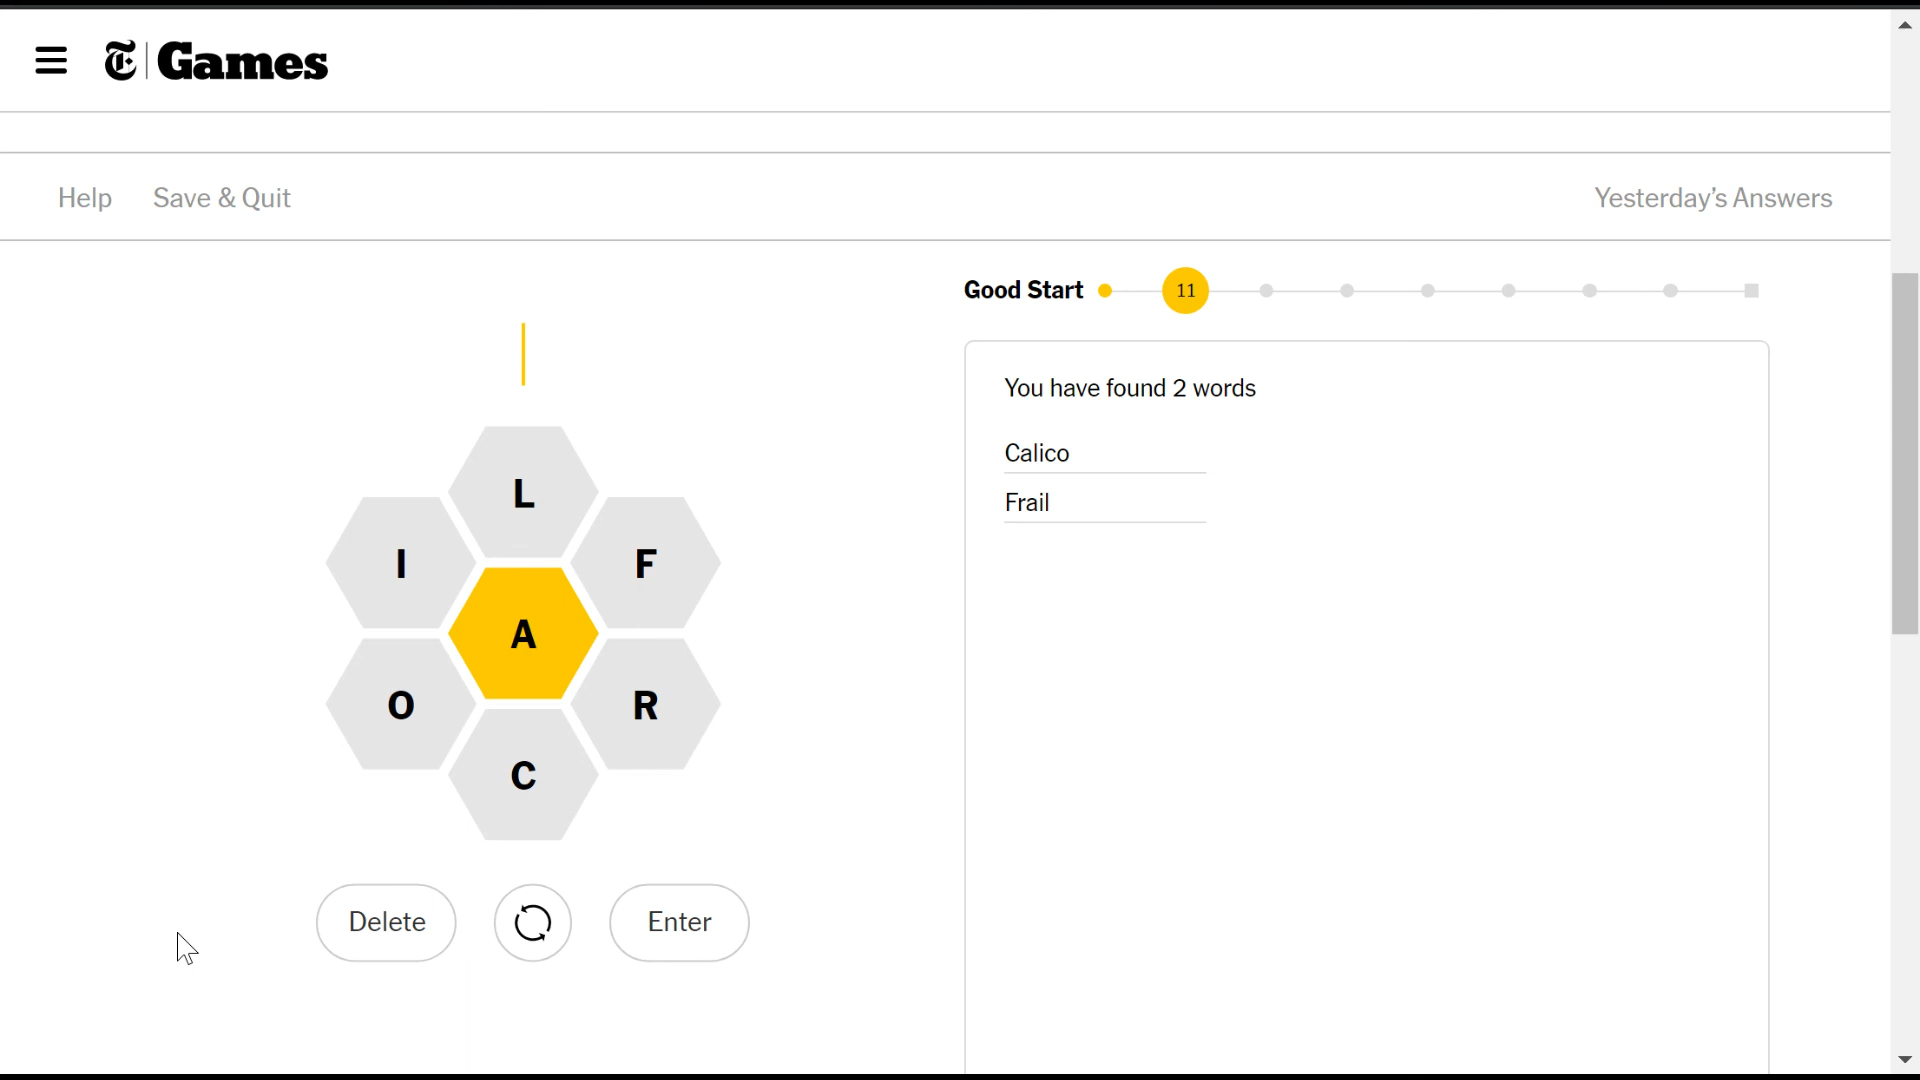 Games
Help Save & Quit Yesterday's Answers
Good Start 11
You have found 2 words
Calico
Frail
L
I F
A
O R
C
Delete Enter